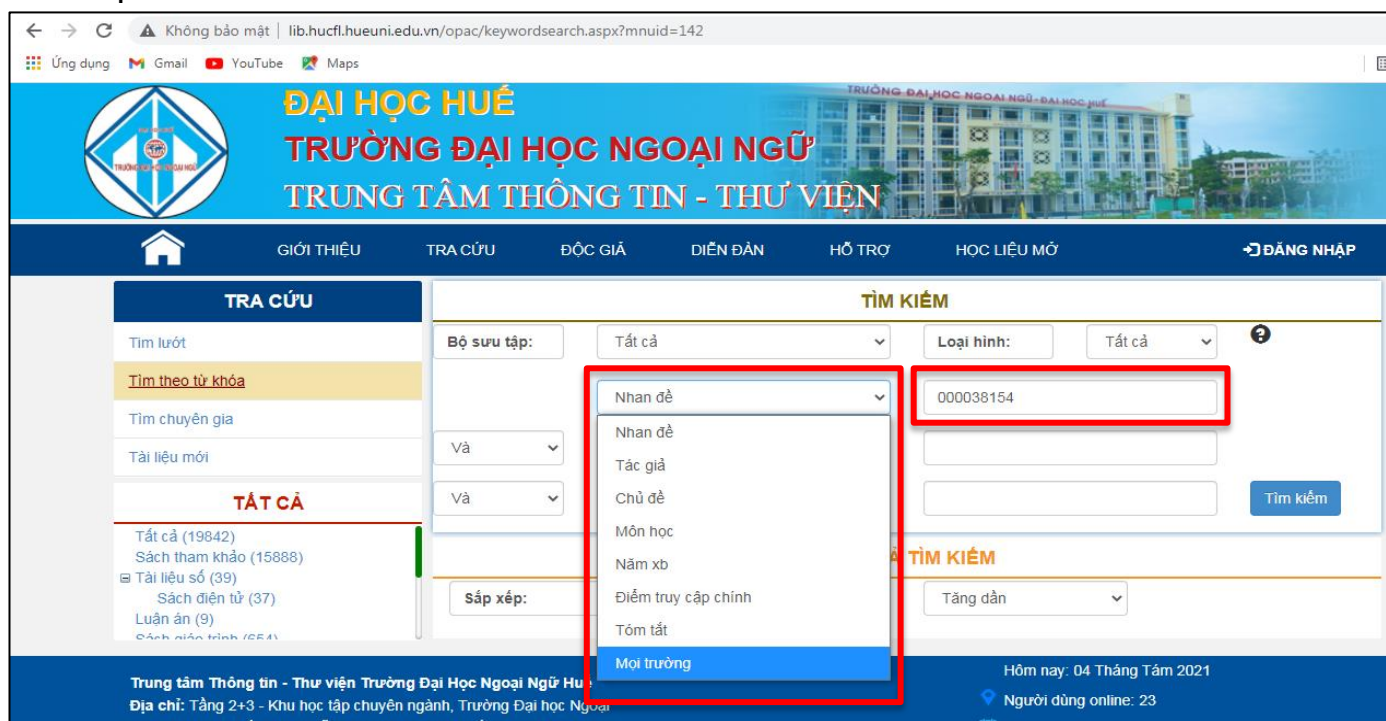 Không bảo mật | lib.hucfl.hueuni.edu.vn/opac/keywordsearch.aspx?mnuid=142
Ứng dụng Gmail YouTube Maps
ĐẠI HỌC HUẾ
TRƯỜNG ĐẠI HỌC NGOẠI NGỮ
TRUNG TÂM THÔNG TIN - THƯ VIỆN
TRƯỜNG ĐẠI HỌC NGOẠI NGỮ - ĐẠI HỌC HUẾ
GIỚI THIỆU TRA CỨU ĐỘC GIẢ DIỄN ĐÀN HỖ TRỢ HỌC LIỆU MỞ ĐĂNG NHẬP
TRA CỨU
Tìm lướt
Tìm theo từ khóa
Tìm chuyên gia
Tài liệu mới
TẤT CẢ
Tất cả (19842)
Sách tham khảo (15888)
Tài liệu số (39)
Sách điện tử (37)
Luận án (9)
Sách giáo trình (654)
TÌM KIẾM
Bộ sưu tập: Tất cả Loại hình: Tất cả
Nhan đề 000038154
Và
Và Tìm kiếm
Nhan đề
Tác giả
Chủ đề
Môn học
Năm xb
Điểm truy cập chính
Tóm tắt
Mọi trường
TÌM KIẾM
Sắp xếp: Tăng dần
Trung tâm Thông tin - Thư viện Trường Đại Học Ngoại Ngữ Huế
Địa chỉ: Tầng 2+3 - Khu học tập chuyên ngành, Trường Đại học Ngoại
Hôm nay: 04 Tháng Tám 2021
Người dùng online: 23